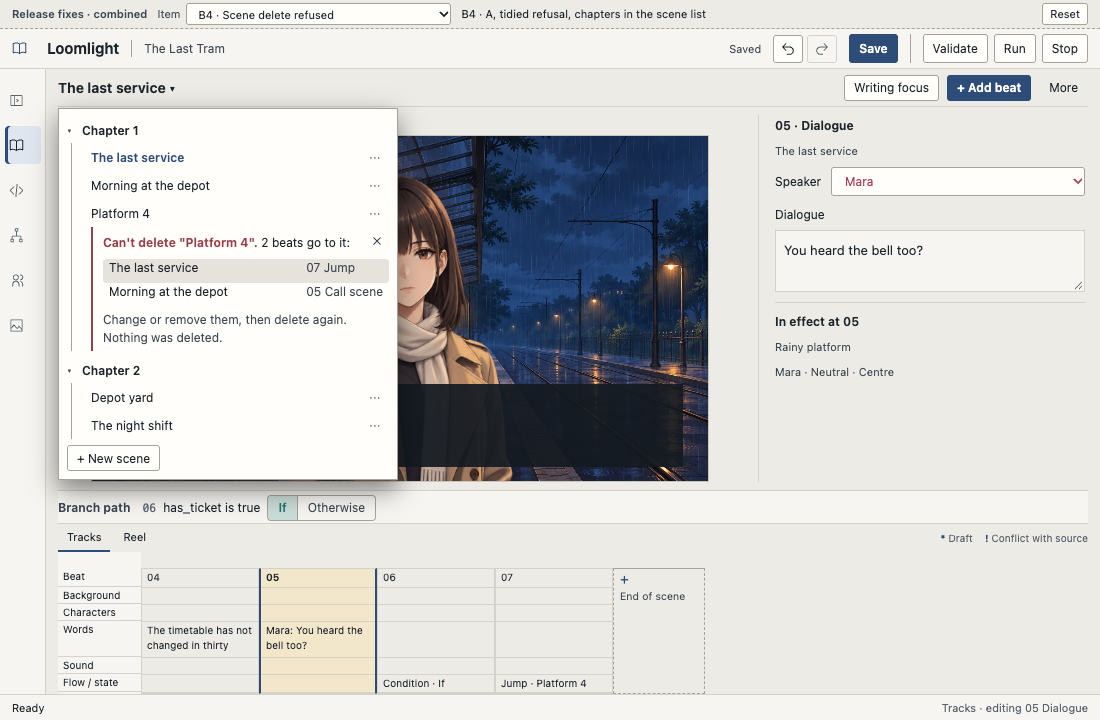 Release fixes · combined Item B4 · Scene delete refused B4 · A, tidied refusal, chapters in the scene list Reset
Loomlight The Last Tram Saved Save Validate Run Stop
The last service ▾ Writing focus + Add beat More
▾ Chapter 1
The last service ···
Morning at the depot ···
Platform 4 ···
Can't delete "Platform 4". 2 beats go to it: ×
The last service 07 Jump
Morning at the depot 05 Call scene
Change or remove them, then delete again.
Nothing was deleted.
▾ Chapter 2
Depot yard ···
The night shift ···
+ New scene
05 · Dialogue
The last service
Speaker Mara
Dialogue
You heard the bell too?
In effect at 05
Rainy platform
Mara · Neutral · Centre
Branch path 06 has_ticket is true If Otherwise
Tracks Reel * Draft ! Conflict with source
Beat 04 05 06 07 +
End of scene
Background
Characters
Words The timetable has not changed in thirty Mara: You heard the bell too?
Sound
Flow / state Condition · If Jump · Platform 4
Ready Tracks · editing 05 Dialogue